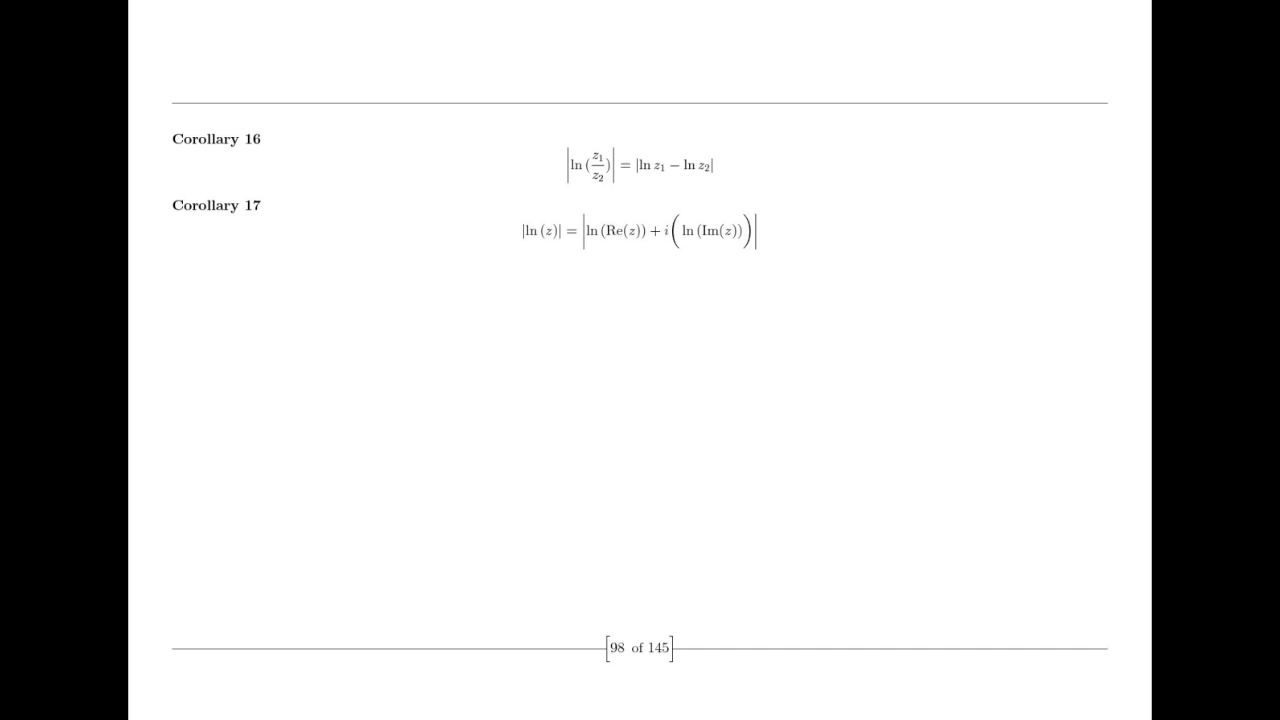 Corollary 16
|ln (z₁/z₂)| = |ln z₁ − ln z₂|
Corollary 17
|ln (z)| = |ln (Re(z)) + i(ln (Im(z)))|
[98 of 145]